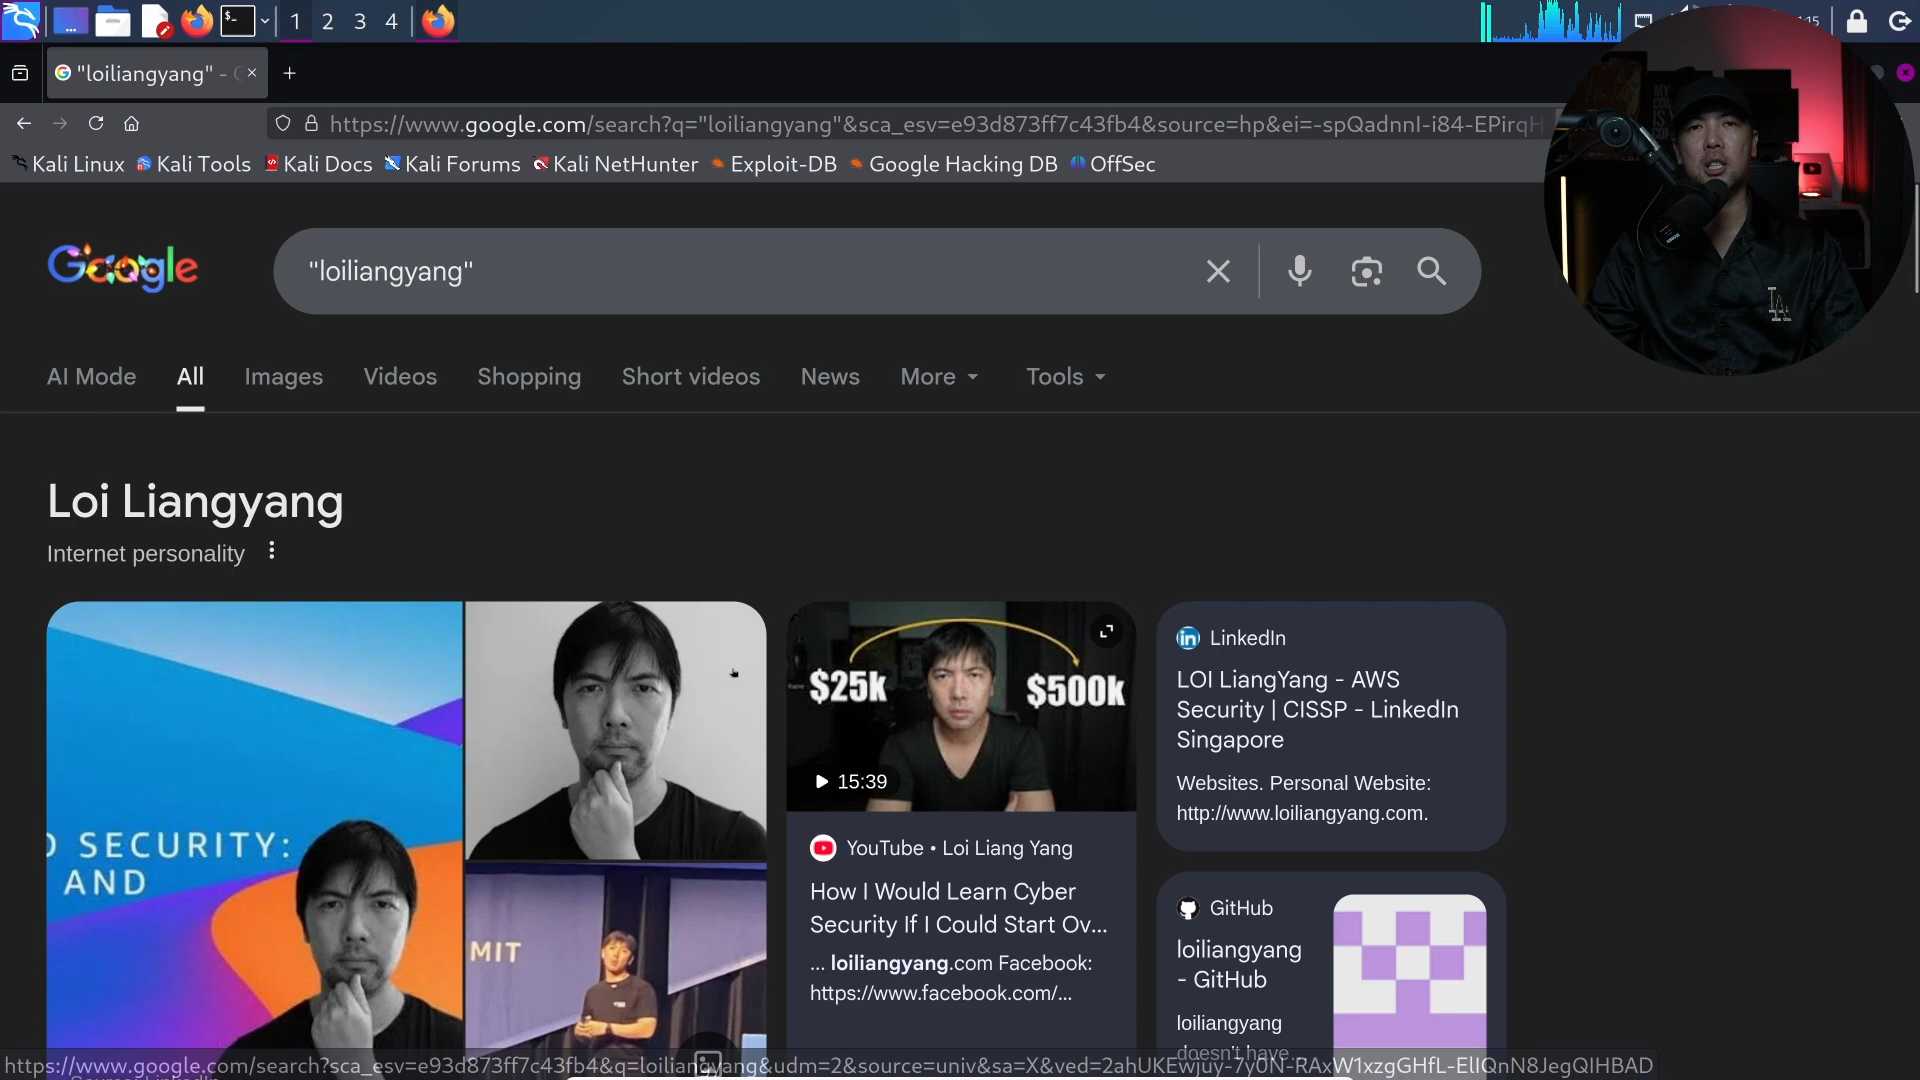 1 2 3 4
"loiliangyang" -
https://www.google.com/search?q="loiliangyang"&sca_esv=e93d873ff7c43fb4&source=hp&ei=-spQadnnI-i84-EPirqH
Kali Linux Kali Tools Kali Docs Kali Forums Kali NetHunter Exploit-DB Google Hacking DB OffSec
Google
"loiliangyang"
AI Mode All Images Videos Shopping Short videos News More Tools
Loi Liangyang
Internet personality
SECURITY:
AND
MIT
$25k
$500k
15:39
YouTube • Loi Liang Yang
How I Would Learn Cyber
Security If I Could Start Ov...
... loiliangyang.com Facebook:
https://www.facebook.com/...
LinkedIn
LOI LiangYang - AWS
Security | CISSP - LinkedIn
Singapore
Websites. Personal Website:
http://www.loiliangyang.com.
GitHub
loiliangyang
- GitHub
loiliangyang
doesn't have...
LA
https://www.google.com/search?sca_esv=e93d873ff7c43fb4&q=loiliangyang&udm=2&source=univ&sa=X&ved=2ahUKEwjuy-7y0N-RAxW1xzgGHfL-ElIQnN8JegQIHBAD